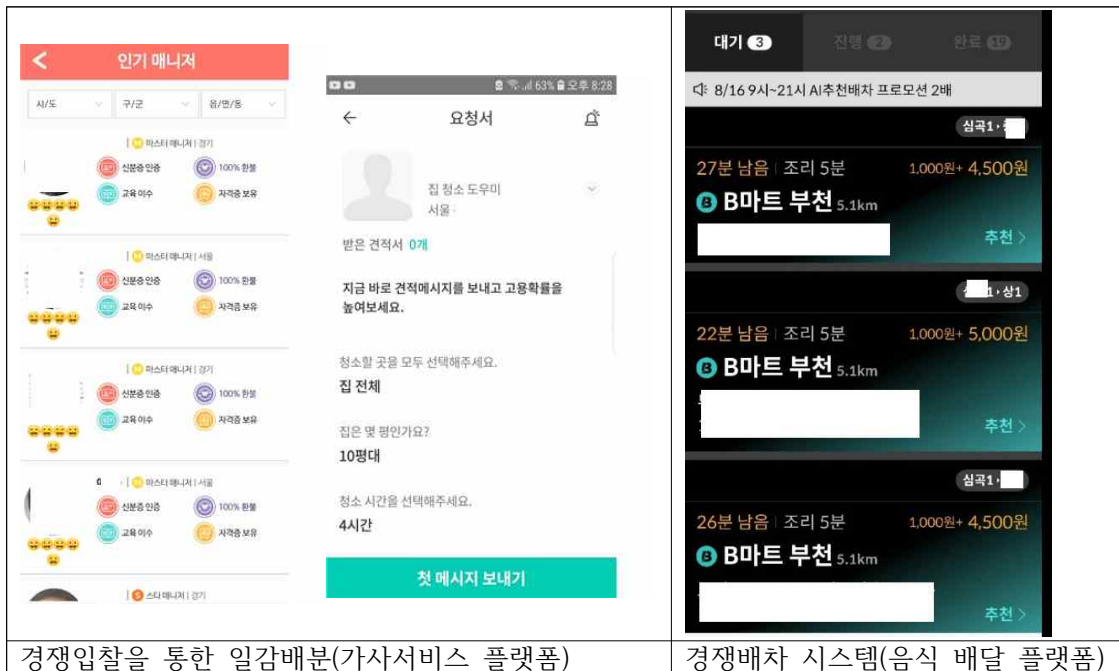 인기 매니저
시/도
구/군
읍/면/동
M 마스터 매니저 | 경기
신분증 인증
100% 환불
교육 이수
자격증 보유
M 마스터 매니저 | 서울
신분증 인증
100% 환불
교육 이수
자격증 보유
M 마스터 매니저 | 경기
신분증 인증
100% 환불
교육 이수
자격증 보유
M 마스터 매니저 | 서울
신분증 인증
100% 환불
교육 이수
자격증 보유
S 스타 매니저 | 경기
63% 오후 8:28
요청서
집 청소 도우미
서울
받은 견적서 0개
지금 바로 견적메시지를 보내고 고용확률을
높여보세요.
청소할 곳을 모두 선택해주세요.
집 전체
집은 몇 평인가요?
10평대
청소 시간을 선택해주세요.
4시간
첫 메시지 보내기
대기 3 진행 2 완료 19
8/16 9시~21시 AI추천배차 프로모션 2배
심곡1·
27분 남음 | 조리 5분 1,000원+ 4,500원
B B마트 부천 5.1km
추천 >
1·상1
22분 남음 | 조리 5분 1,000원+ 5,000원
B B마트 부천 5.1km
추천 >
심곡1·
26분 남음 | 조리 5분 1,000원+ 4,500원
B B마트 부천 5.1km
추천 >
경쟁입찰을 통한 일감배분(가사서비스 플랫폼)
경쟁배차 시스템(음식 배달 플랫폼)